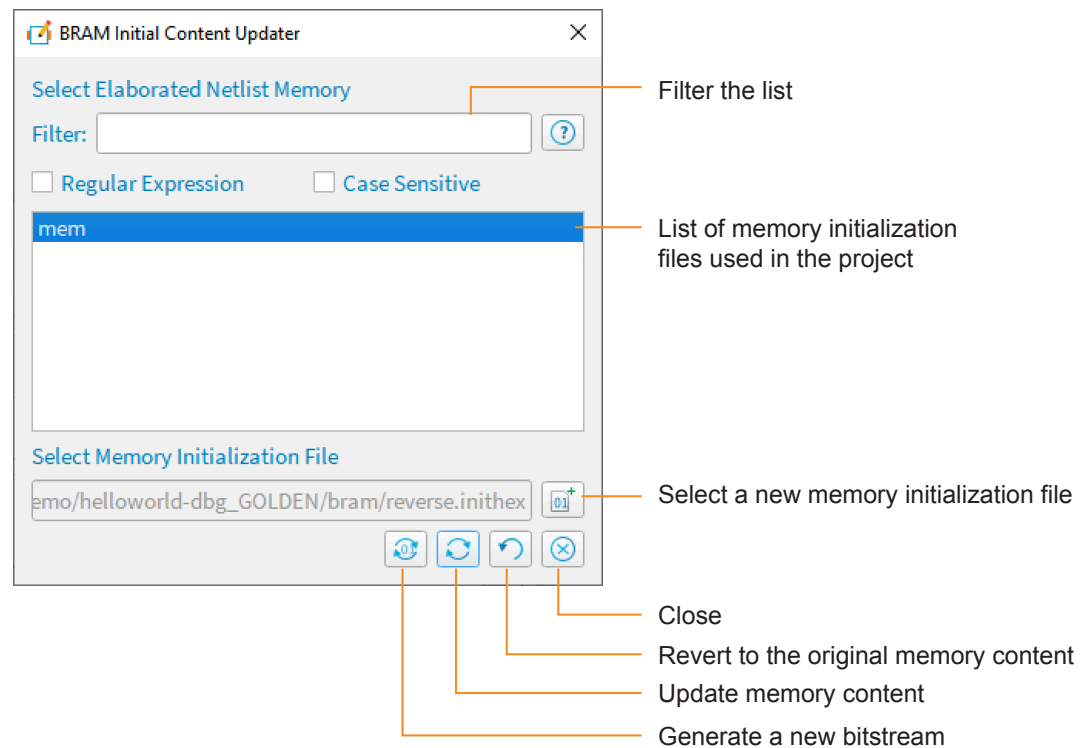 BRAM Initial Content Updater
Select Elaborated Netlist Memory
Filter the list
Filter:
?
Regular Expression
Case Sensitive
mem
List of memory initialization
files used in the project
Select Memory Initialization File
emo/helloworld-dbg_GOLDEN/bram/reverse.inithex
01
Select a new memory initialization file
01
Close
Revert to the original memory content
Update memory content
Generate a new bitstream